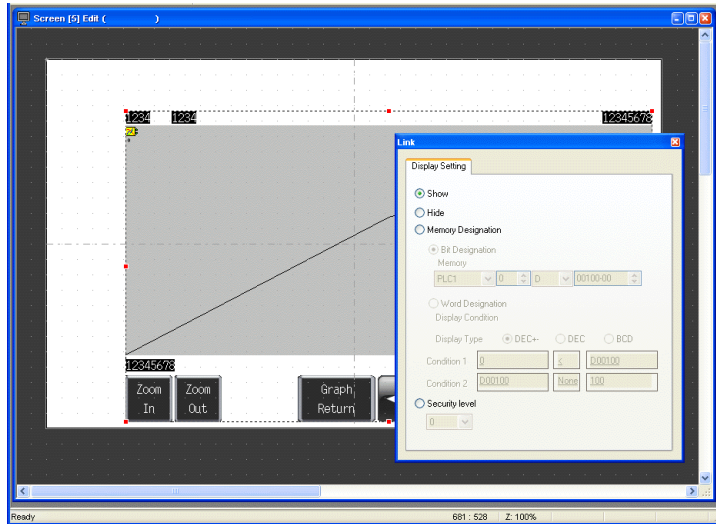 Screen [5] Edit ( )
1234 1234 12345678
Link
Display Setting
Show
Hide
Memory Designation
Bit Designation
Memory
PLC1 0 D 00100-00
Word Designation
Display Condition
Display Type DEC+- DEC BCD
Condition 1 0 ≤ D00100
Condition 2 D00100 None 100
Security level
0
12345678
Zoom In
Zoom Out
Graph Return
Ready 681 : 528 Z: 100%